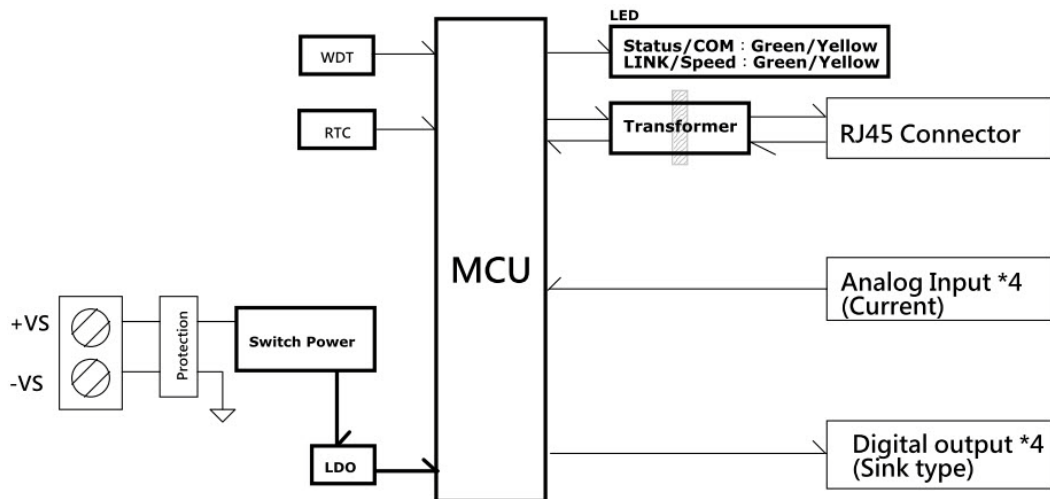 LED
Status/COM：Green/Yellow
LINK/Speed：Green/Yellow
WDT
RTC
Transformer
RJ45 Connector
MCU
Analog Input *4
(Current)
+VS
-VS
Protection
Switch Power
LDO
Digital output *4
(Sink type)